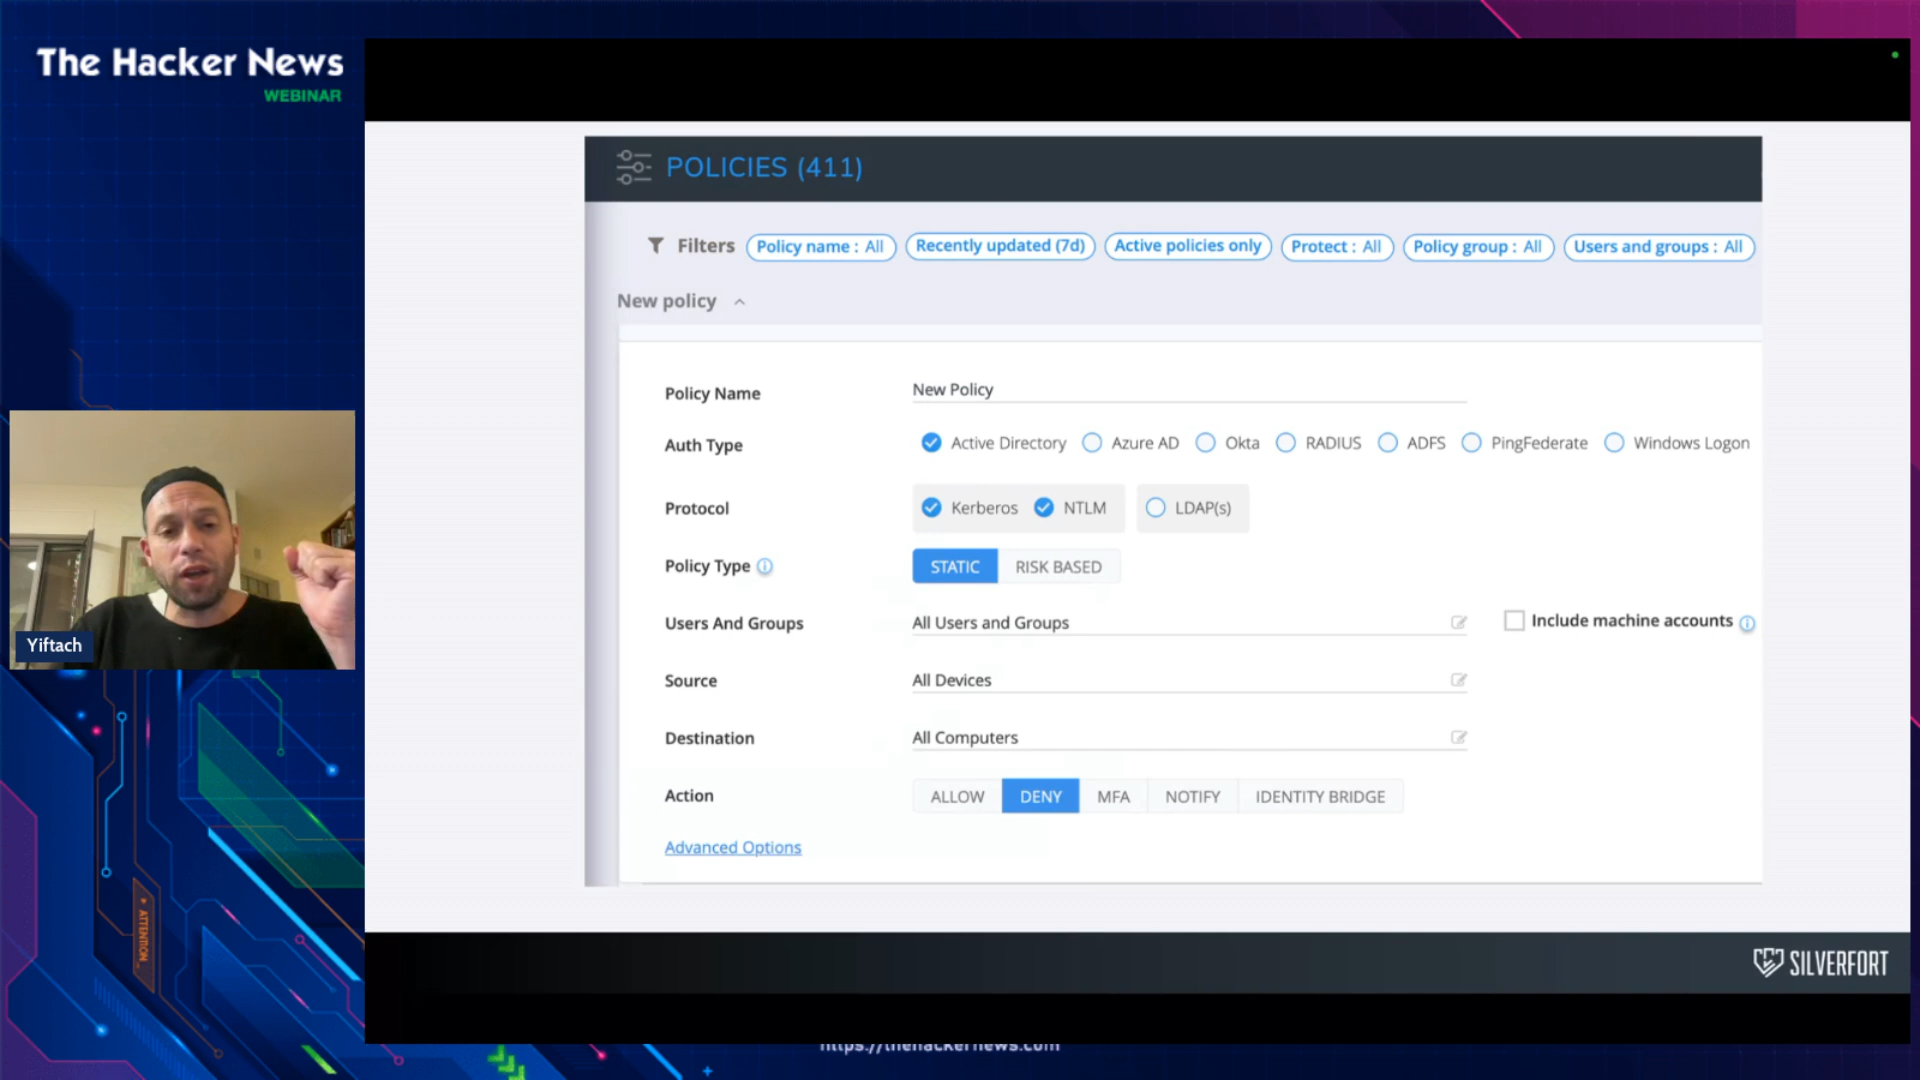 The Hacker News
WEBINAR
POLICIES (411)
Filters Policy name : All Recently updated (7d) Active policies only Protect : All Policy group : All Users and groups : All
New policy
Policy Name New Policy
Auth Type Active Directory Azure AD Okta RADIUS ADFS PingFederate Windows Logon
Protocol Kerberos NTLM LDAP(s)
Policy Type STATIC RISK BASED
Users And Groups All Users and Groups Include machine accounts
Source All Devices
Destination All Computers
Action ALLOW DENY MFA NOTIFY IDENTITY BRIDGE
Advanced Options
Yiftach
ATTENTION
SILVERFORT
https://thehackernews.com